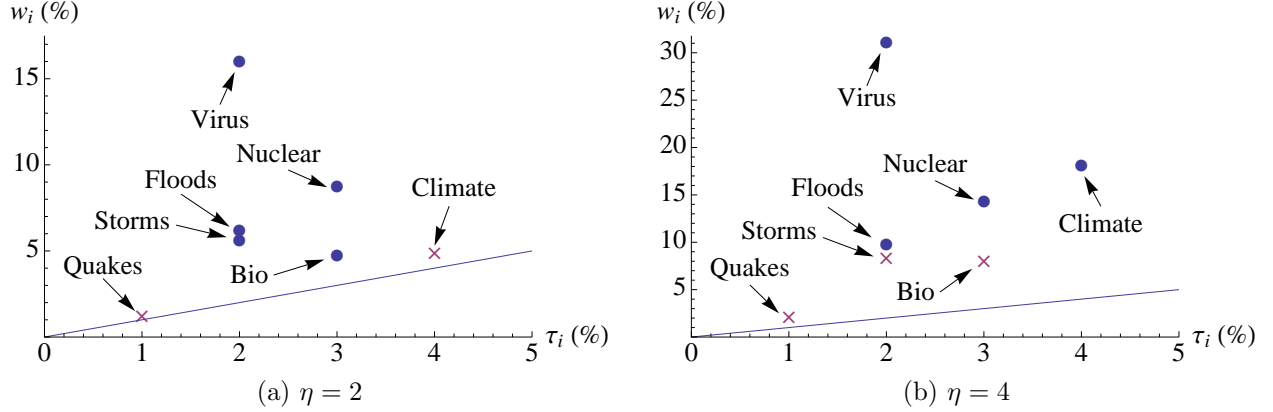 w_i (%)
15
10
5
0
1
2
3
4
5
τ_i (%)
Virus
Nuclear
Floods
Storms
Climate
Quakes
Bio
(a) η = 2
w_i (%)
30
25
20
15
10
5
0
1
2
3
4
5
τ_i (%)
Virus
Nuclear
Floods
Storms
Climate
Quakes
Bio
(b) η = 4